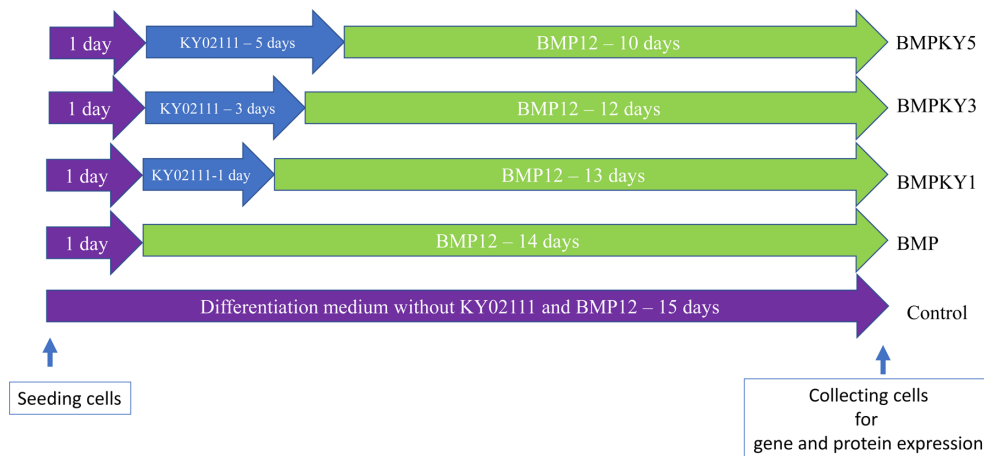 1 day KY02111 – 5 days BMP12 – 10 days BMPKY5
1 day KY02111 – 3 days BMP12 – 12 days BMPKY3
1 day KY02111-1 day BMP12 – 13 days BMPKY1
1 day BMP12 – 14 days BMP
Differentiation medium without KY02111 and BMP12 – 15 days Control
Seeding cells
Collecting cells
for
gene and protein expression